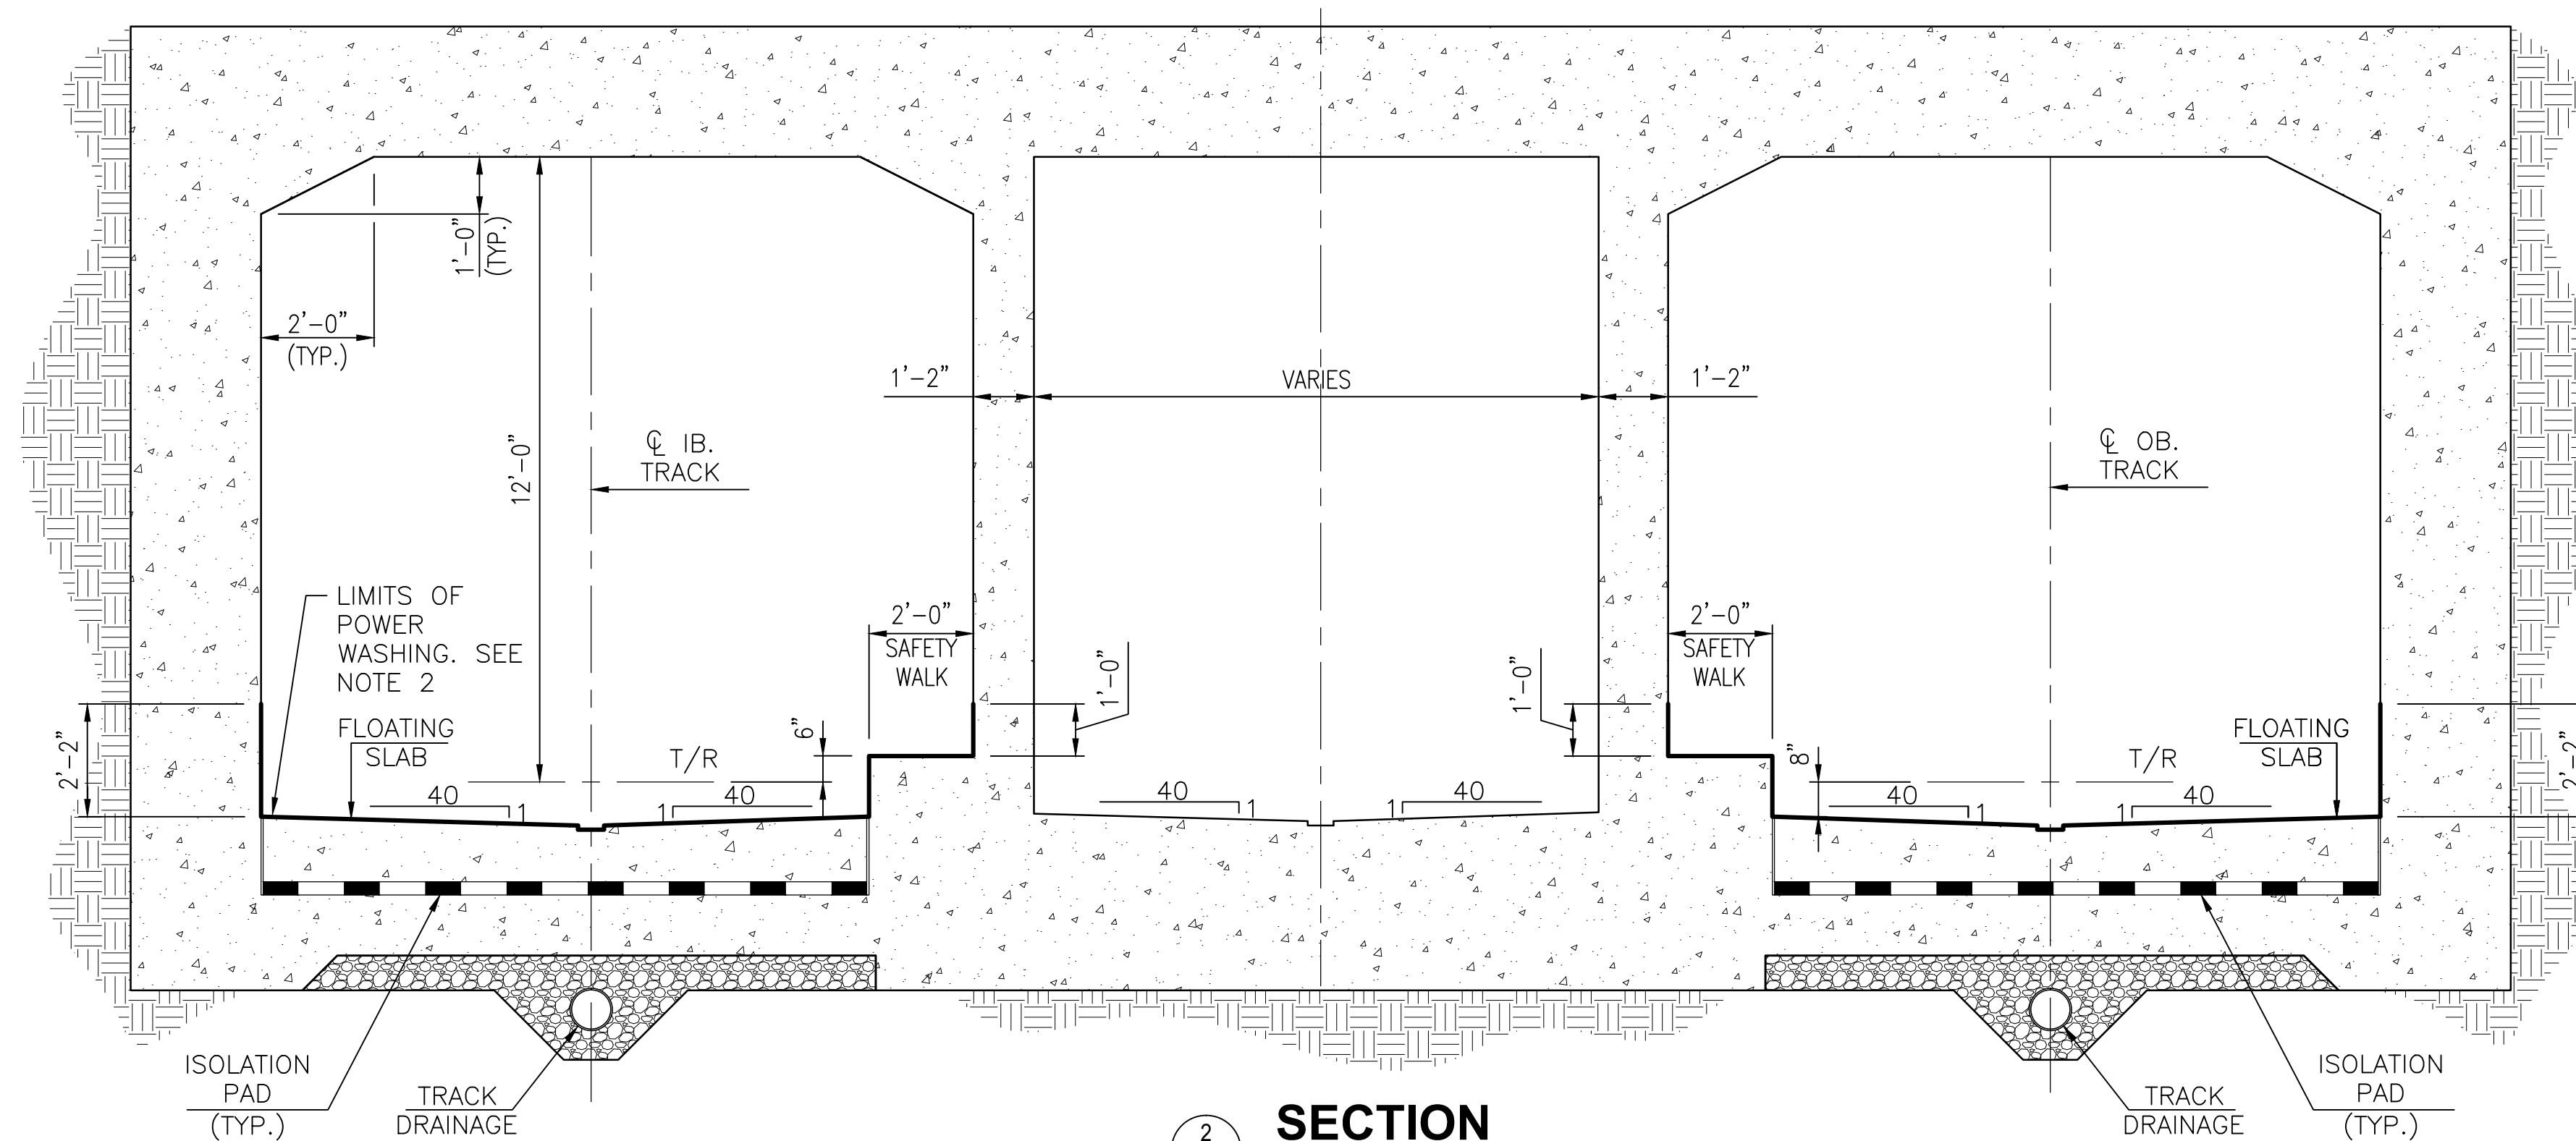 1'-0"
(TYP.)
2'-0"
(TYP.)
12'-0"
℄ IB.
TRACK
1'-2"
VARIES
1'-2"
℄ OB.
TRACK
LIMITS OF
POWER
WASHING. SEE
NOTE 2
2'-0"
SAFETY
WALK
1'-0"
1'-0"
2'-0"
SAFETY
WALK
2'-2"
FLOATING
SLAB
T/R
6"
40
1
1
40
40
1
1
40
8"
T/R
40
1
1
40
FLOATING
SLAB
2'-2"
ISOLATION
PAD
(TYP.)
TRACK
DRAINAGE
2
SECTION
TRACK
DRAINAGE
ISOLATION
PAD
(TYP.)